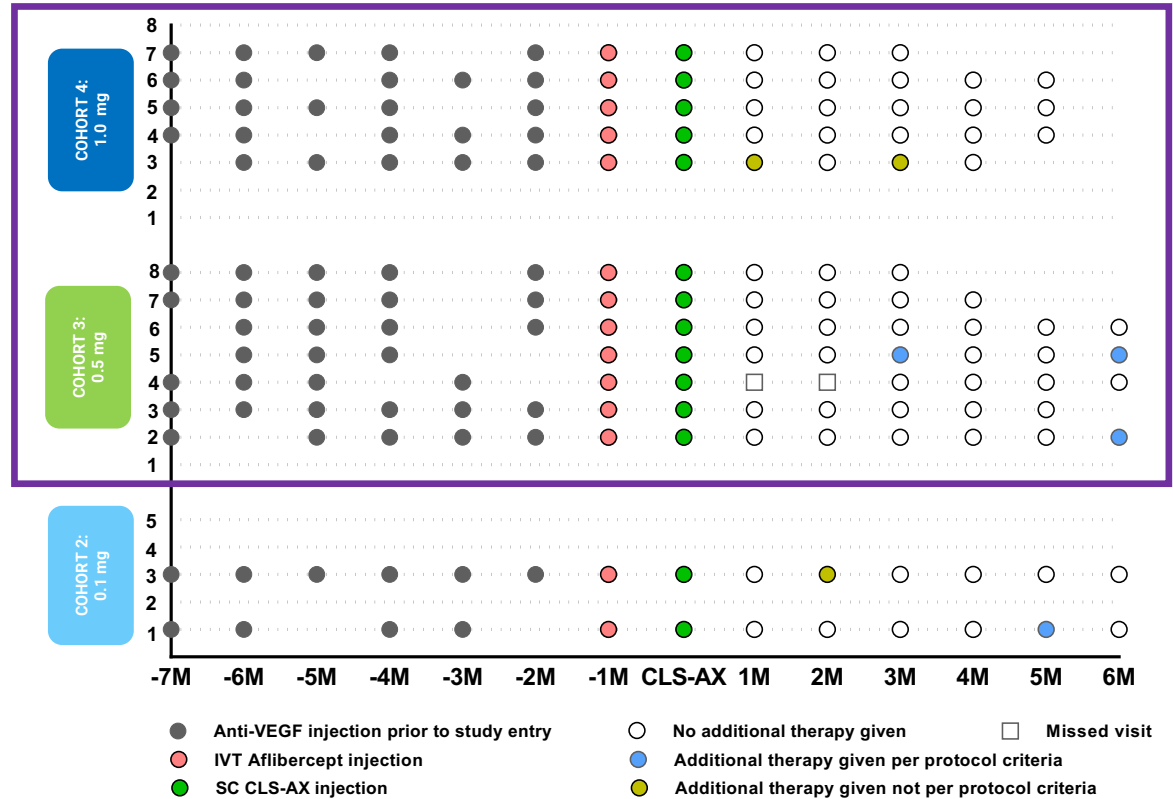 COHORT 4:
1.0 mg
8
7
6
5
4
3
2
1
COHORT 3:
0.5 mg
8
7
6
5
4
3
2
1
COHORT 2:
0.1 mg
5
4
3
2
1
-7M -6M -5M -4M -3M -2M -1M CLS-AX 1M 2M 3M 4M 5M 6M
Anti-VEGF injection prior to study entry
IVT Aflibercept injection
SC CLS-AX injection
No additional therapy given
Additional therapy given per protocol criteria
Additional therapy given not per protocol criteria
Missed visit